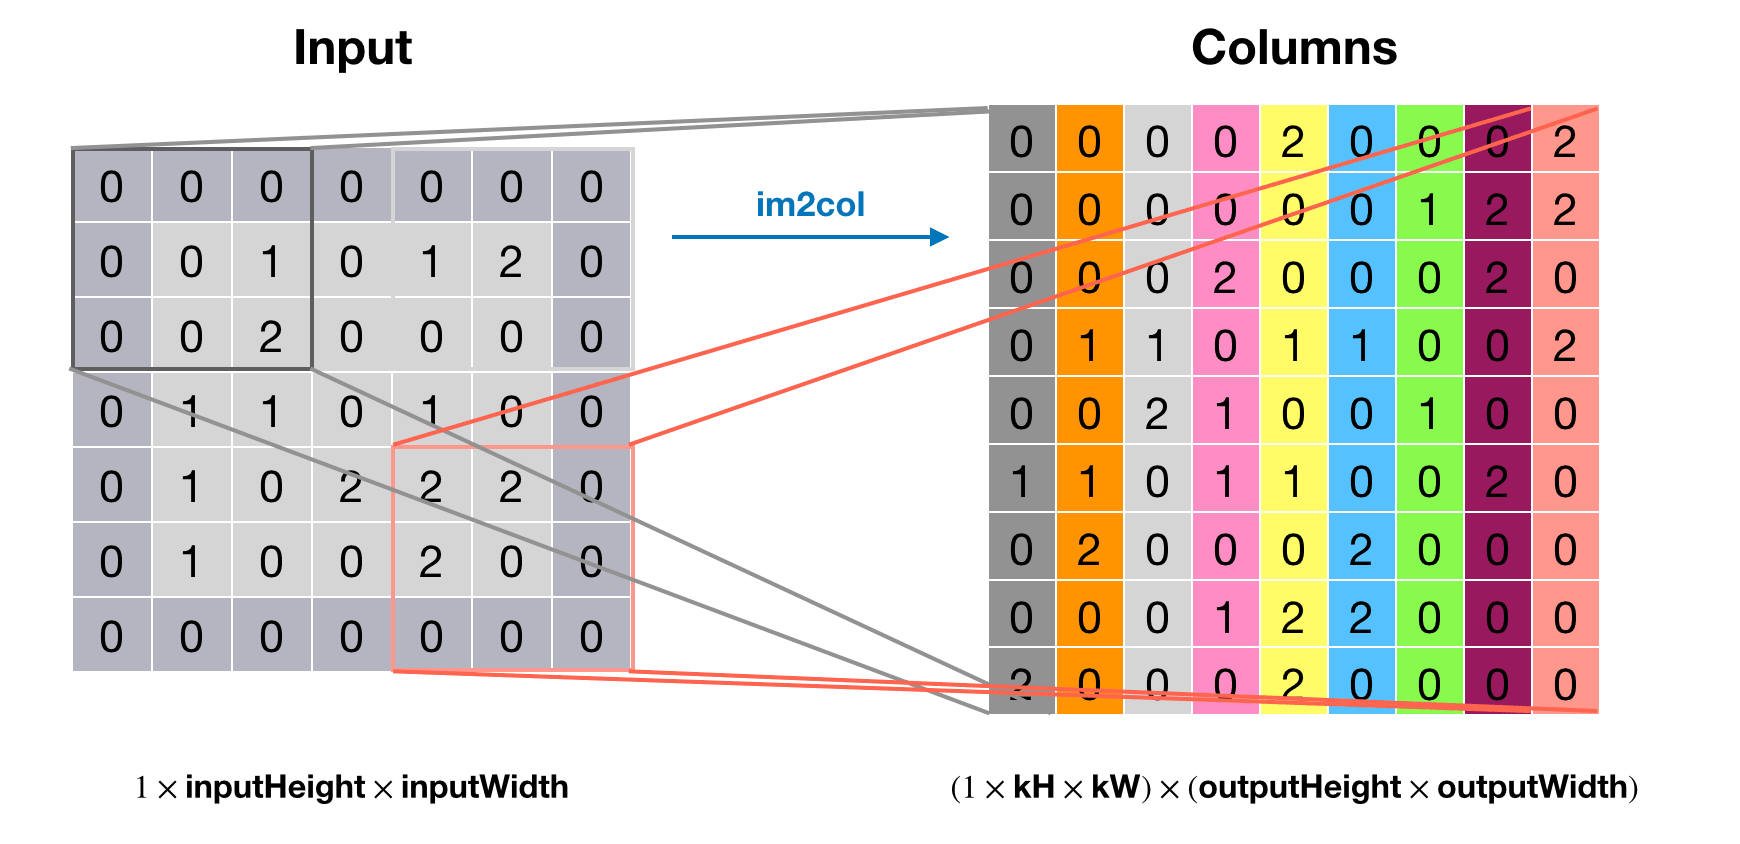 Input
Columns
im2col
0 0 0 0 0 0 0
0 0 1 0 1 2 0
0 0 2 0 0 0 0
0 1 1 0 1 0 0
0 1 0 2 2 2 0
0 1 0 0 2 0 0
0 0 0 0 0 0 0
0 0 0 0 2 0 0 0 2
0 0 0 0 0 0 1 2 2
0 0 0 2 0 0 0 2 0
0 1 1 0 1 1 0 0 2
0 0 2 1 0 0 1 0 0
1 1 0 1 1 0 0 2 0
0 2 0 0 0 2 0 0 0
0 0 0 1 2 2 0 0 0
2 0 0 0 2 0 0 0 0
1 × inputHeight × inputWidth
(1 × kH × kW) × (outputHeight × outputWidth)